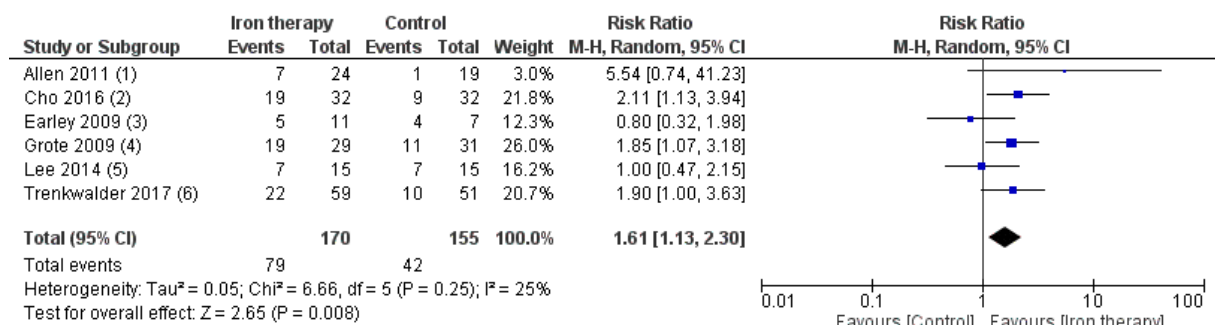 Iron therapy Control Risk Ratio Risk Ratio
Study or Subgroup Events Total Events Total Weight M-H, Random, 95% CI M-H, Random, 95% CI
Allen 2011 (1) 7 24 1 19 3.0% 5.54 [0.74, 41.23]
Cho 2016 (2) 19 32 9 32 21.8% 2.11 [1.13, 3.94]
Earley 2009 (3) 5 11 4 7 12.3% 0.80 [0.32, 1.98]
Grote 2009 (4) 19 29 11 31 26.0% 1.85 [1.07, 3.18]
Lee 2014 (5) 7 15 7 15 16.2% 1.00 [0.47, 2.15]
Trenkwalder 2017 (6) 22 59 10 51 20.7% 1.90 [1.00, 3.63]
Total (95% CI) 170 155 100.0% 1.61 [1.13, 2.30]
Total events 79 42
Heterogeneity: Tau² = 0.05; Chi² = 6.66, df = 5 (P = 0.25); I² = 25%
Test for overall effect: Z = 2.65 (P = 0.008)
0.01 0.1 1 10 100
Favours [Control] Favours [Iron therapy]